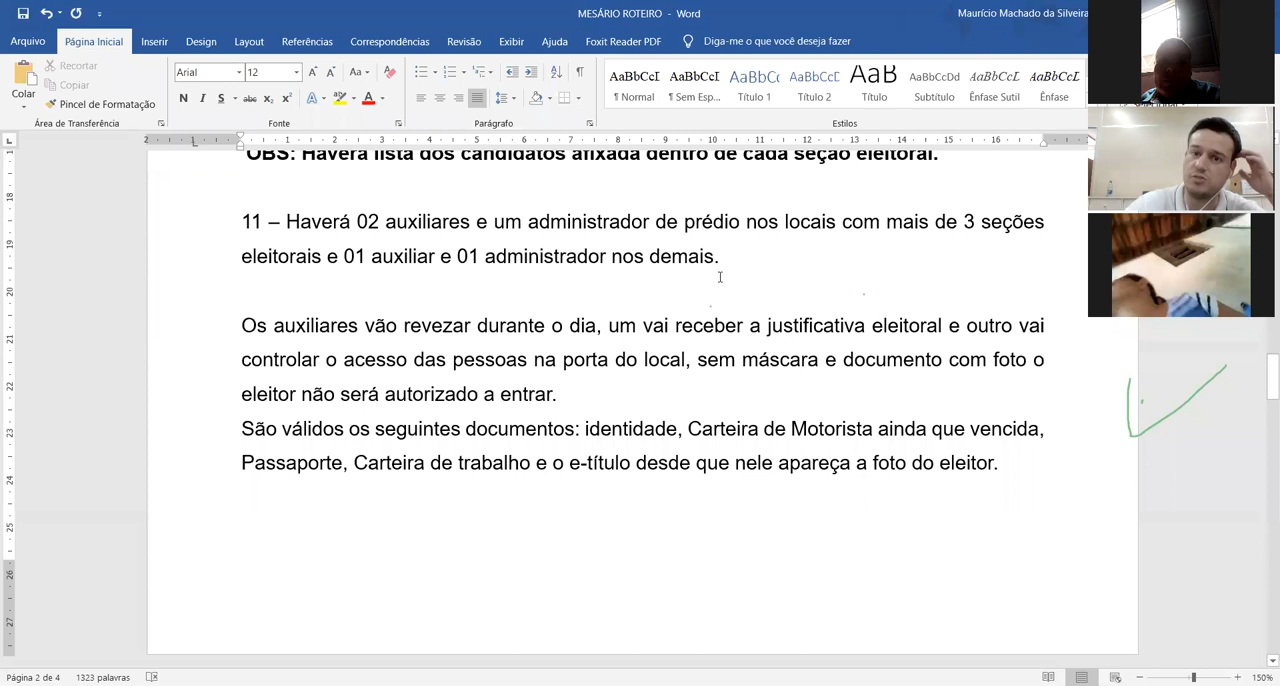 MESÁRIO ROTEIRO - Word
Maurício Machado da Silveira
Arquivo
Página Inicial
Inserir
Design
Layout
Referências
Correspondências
Revisão
Exibir
Ajuda
Foxit Reader PDF
Diga-me o que você deseja fazer
Colar
Recortar
Copiar
Pincel de Formatação
Área de Transferência
Arial
12
Fonte
Parágrafo
AaBbCcI
¶ Normal
AaBbCcI
¶ Sem Esp...
AaBbCc
Título 1
AaBbCcI
Título 2
AaB
Título
AaBbCcDd
Subtítulo
AaBbCcL
Ênfase Sutil
AaBbCcL
Ênfase
Estilos
OBS: Haverá lista dos candidatos afixada dentro de cada seção eleitoral.
11 – Haverá 02 auxiliares e um administrador de prédio nos locais com mais de 3 seções
eleitorais e 01 auxiliar e 01 administrador nos demais.
Os auxiliares vão revezar durante o dia, um vai receber a justificativa eleitoral e outro vai
controlar o acesso das pessoas na porta do local, sem máscara e documento com foto o
eleitor não será autorizado a entrar.
São válidos os seguintes documentos: identidade, Carteira de Motorista ainda que vencida,
Passaporte, Carteira de trabalho e o e-título desde que nele apareça a foto do eleitor.
Página 2 de 4
1323 palavras
150%